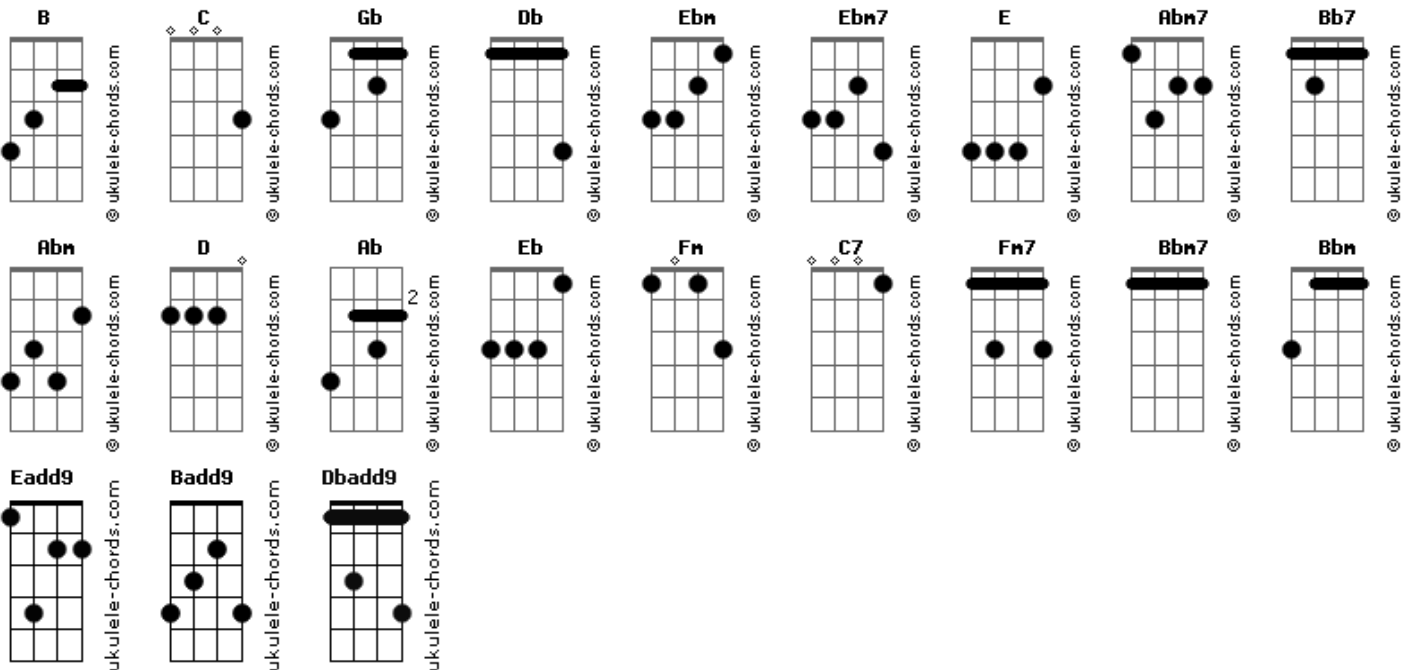 B C Gb Db Ebm Ebm7 E Abm7 Bb7
© ukulele-chords.com © ukulele-chords.com © ukulele-chords.com © ukulele-chords.com © ukulele-chords.com © ukulele-chords.com © ukulele-chords.com © ukulele-chords.com © ukulele-chords.com
Abm D Ab Eb Fm C7 Fm7 Bbm7 Bbm
2
© ukulele-chords.com © ukulele-chords.com © ukulele-chords.com © ukulele-chords.com © ukulele-chords.com © ukulele-chords.com © ukulele-chords.com © ukulele-chords.com © ukulele-chords.com
Eadd9 Badd9 Dbadd9
ukulele-chords.com ukulele-chords.com ukulele-chords.com